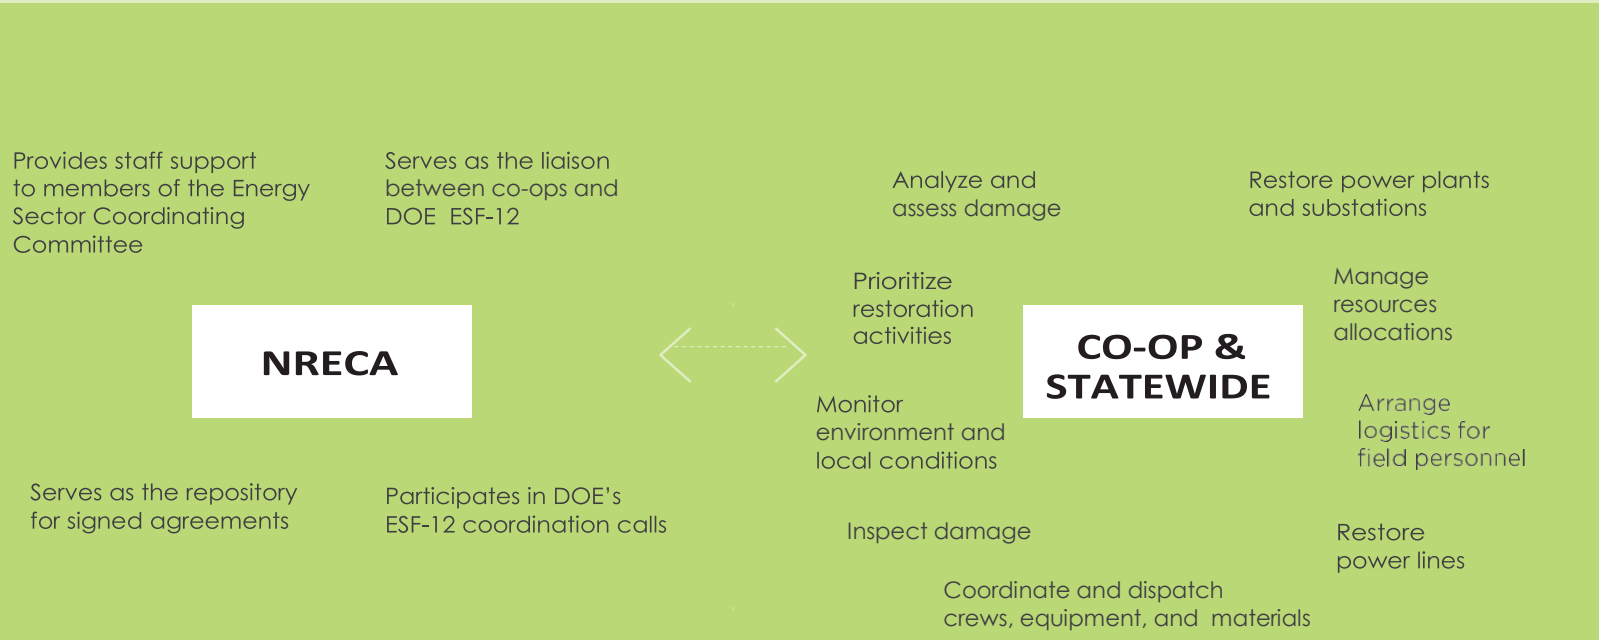 Provides staff support
to members of the Energy
Sector Coordinating
Committee
Serves as the liaison
between co-ops and
DOE ESF-12
NRECA
Serves as the repository
for signed agreements
Participates in DOE’s
ESF-12 coordination calls
Analyze and
assess damage
Restore power plants
and substations
Prioritize
restoration
activities
CO-OP &
STATEWIDE
Manage
resources
allocations
Monitor
environment and
local conditions
Arrange
logistics for
field personnel
Inspect damage
Restore
power lines
Coordinate and dispatch
crews, equipment, and materials